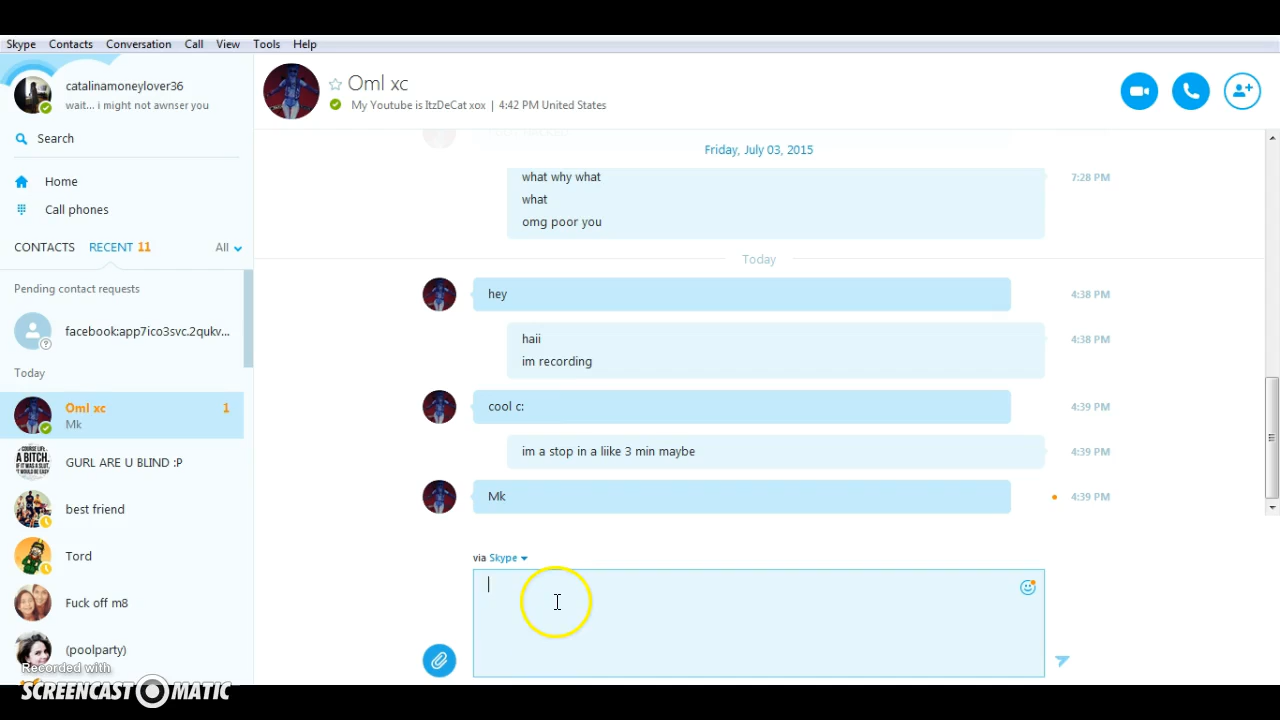 Skype Contacts Conversation Call View Tools Help
catalinamoneylover36
wait... i might not awnser you
Search
Home
Call phones
CONTACTS RECENT 11 All
Pending contact requests
facebook:app7ico3svc.2qukv...
Today
Oml xc 1
Mk
GURL ARE U BLIND :P
best friend
Tord
Fuck off m8
(poolparty)
Recorded with
SCREENCAST-O-MATIC
Oml xc
My Youtube is ItzDeCat xox | 4:42 PM United States
Friday, July 03, 2015
what why what 7:28 PM
what
omg poor you
Today
hey 4:38 PM
haii 4:38 PM
im recording
cool c: 4:39 PM
im a stop in a liike 3 min maybe 4:39 PM
Mk 4:39 PM
via Skype